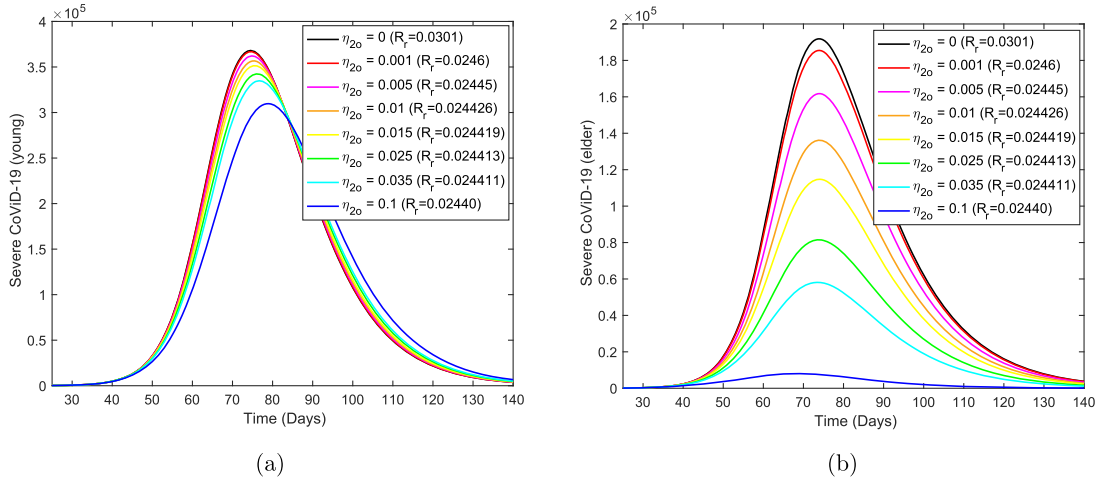 ×10⁵
4
3.5
3
2.5
2
1.5
1
0.5
0
Severe CoViD-19 (young)
30 40 50 60 70 80 90 100 110 120 130 140
Time (Days)
η₂ₒ = 0 (Rᵣ=0.0301)
η₂ₒ = 0.001 (Rᵣ=0.0246)
η₂ₒ = 0.005 (Rᵣ=0.02445)
η₂ₒ = 0.01 (Rᵣ=0.024426)
η₂ₒ = 0.015 (Rᵣ=0.024419)
η₂ₒ = 0.025 (Rᵣ=0.024413)
η₂ₒ = 0.035 (Rᵣ=0.024411)
η₂ₒ = 0.1 (Rᵣ=0.02440)
(a)
×10⁵
2
1.8
1.6
1.4
1.2
1
0.8
0.6
0.4
0.2
0
Severe CoViD-19 (elder)
30 40 50 60 70 80 90 100 110 120 130 140
Time (Days)
η₂ₒ = 0 (Rᵣ=0.0301)
η₂ₒ = 0.001 (Rᵣ=0.0246)
η₂ₒ = 0.005 (Rᵣ=0.02445)
η₂ₒ = 0.01 (Rᵣ=0.024426)
η₂ₒ = 0.015 (Rᵣ=0.024419)
η₂ₒ = 0.025 (Rᵣ=0.024413)
η₂ₒ = 0.035 (Rᵣ=0.024411)
η₂ₒ = 0.1 (Rᵣ=0.02440)
(b)